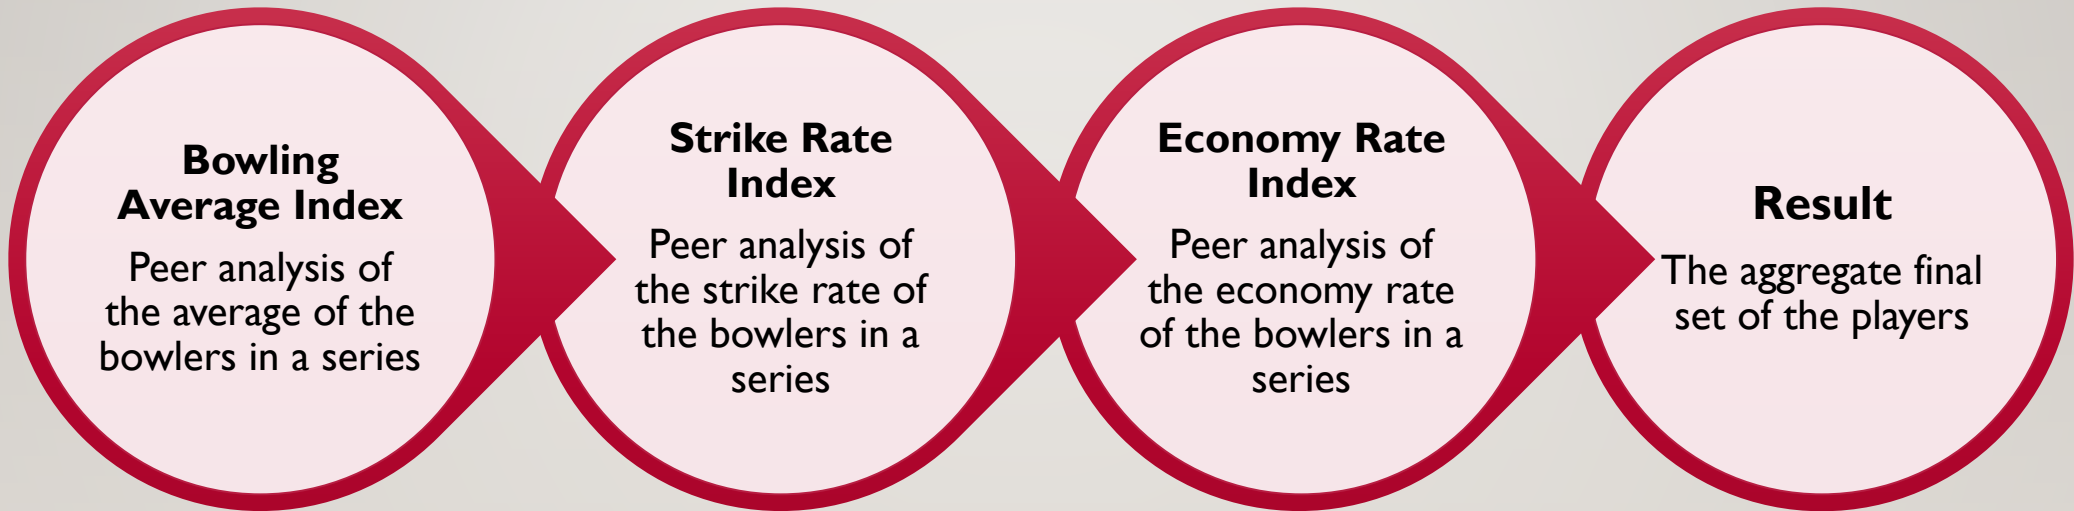 Bowling
Average Index
Peer analysis of
the average of the
bowlers in a series
Strike Rate
Index
Peer analysis of
the strike rate of
the bowlers in a
series
Economy Rate
Index
Peer analysis of
the economy rate
of the bowlers in a
series
Result
The aggregate final
set of the players